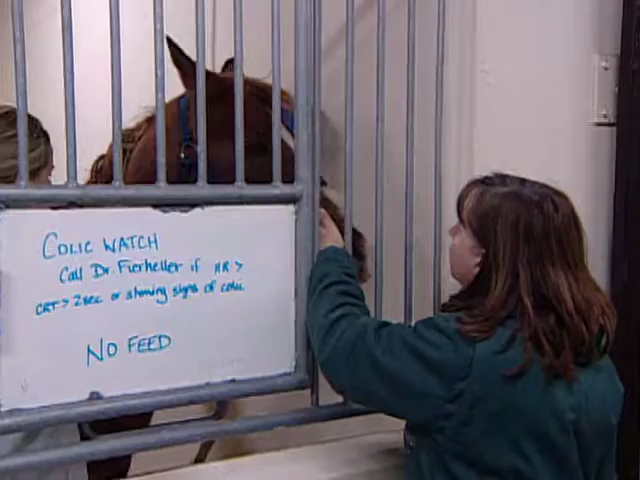 COLIC WATCH
Call Dr. Fierheller if HR >
CRT > 2sec or showing signs of colic
NO FEED